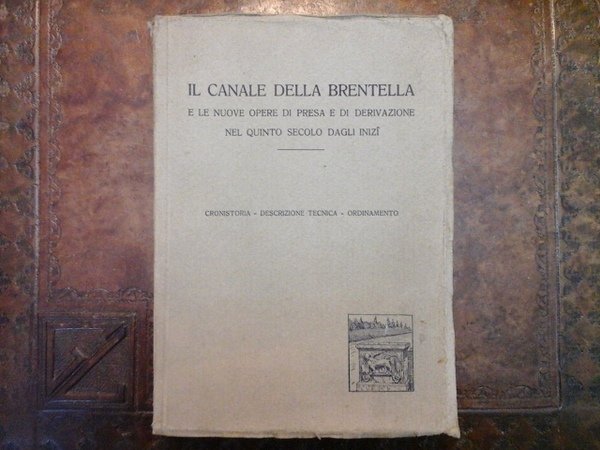 IL CANALE DELLA BRENTELLA
E LE NUOVE OPERE DI PRESA E DI DERIVAZIONE
NEL QUINTO SECOLO DAGLI INIZÎ
CRONISTORIA - DESCRIZIONE TECNICA - ORDINAMENTO